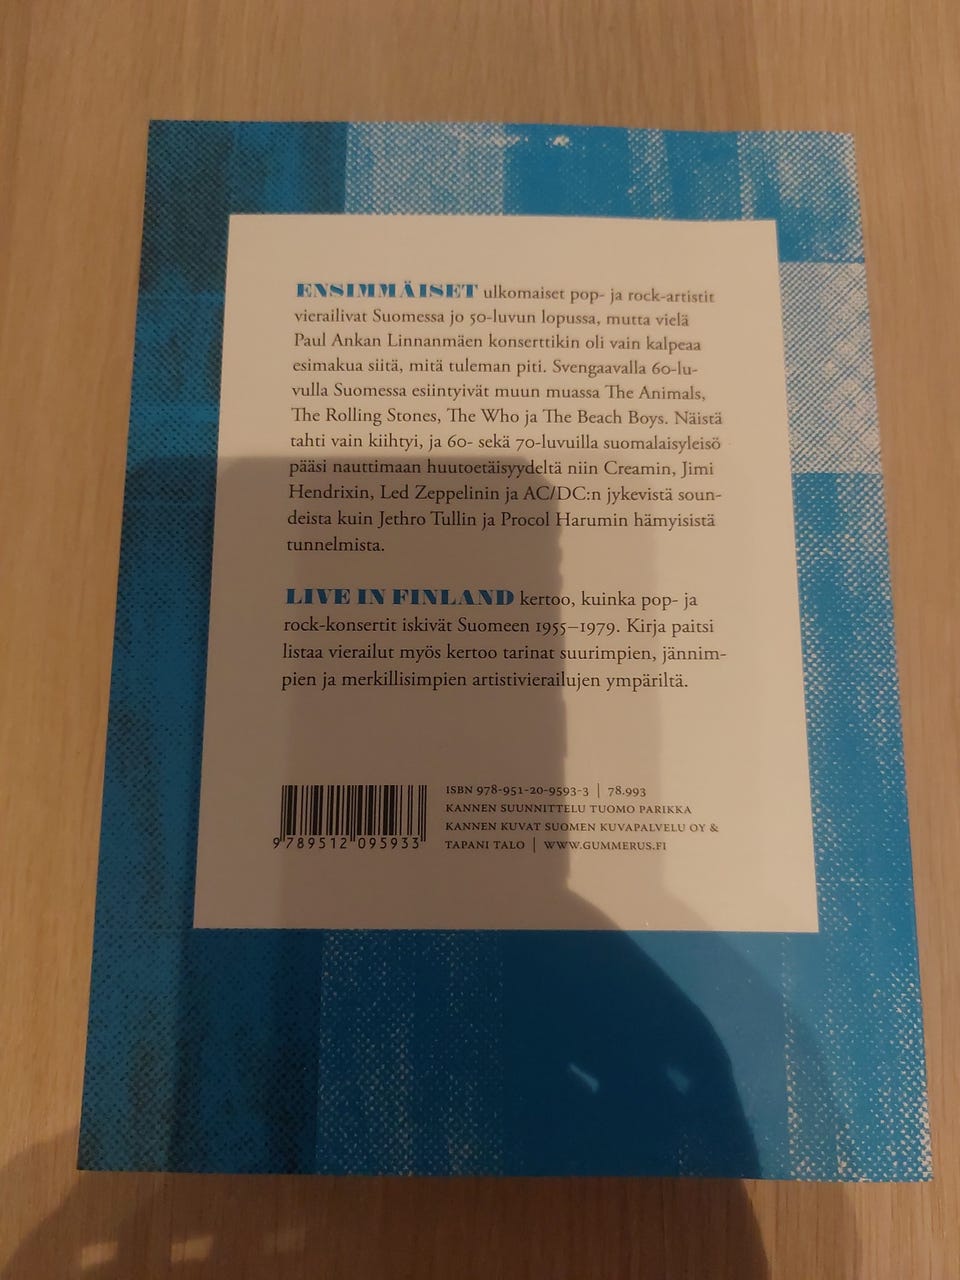 ENSIMMÄISET ulkomaiset pop- ja rock-artistit
vierailivat Suomessa jo 50-luvun lopussa, mutta vielä
Paul Ankan Linnanmäen konserttikin oli vain kalpeaa
esimakua siitä, mitä tuleman piti. Svengaavalla 60-lu-
vulla Suomessa esiintyivät muun muassa The Animals,
The Rolling Stones, The Who ja The Beach Boys. Näistä
tahti vain kiihtyi, ja 60- sekä 70-luvuilla suomalaisyleisö
pääsi nauttimaan huutoetäisyydeltä niin Creamin, Jimi
Hendrixin, Led Zeppelinin ja AC/DC:n jykevistä soun-
deista kuin Jethro Tullin ja Procol Harumin hämyisistä
tunnelmista.
LIVE IN FINLAND kertoo, kuinka pop- ja
rock-konsertit iskivät Suomeen 1955–1979. Kirja paitsi
listaa vierailut myös kertoo tarinat suurimpien, jännim-
pien ja merkillisimpien artistivierailujen ympäriltä.
ISBN 978-951-20-9593-3 | 78.993
KANNEN SUUNNITTELU TUOMO PARIKKA
KANNEN KUVAT SUOMEN KUVAPALVELU OY &
TAPANI TALO | WWW.GUMMERUS.FI
9 789512 095933